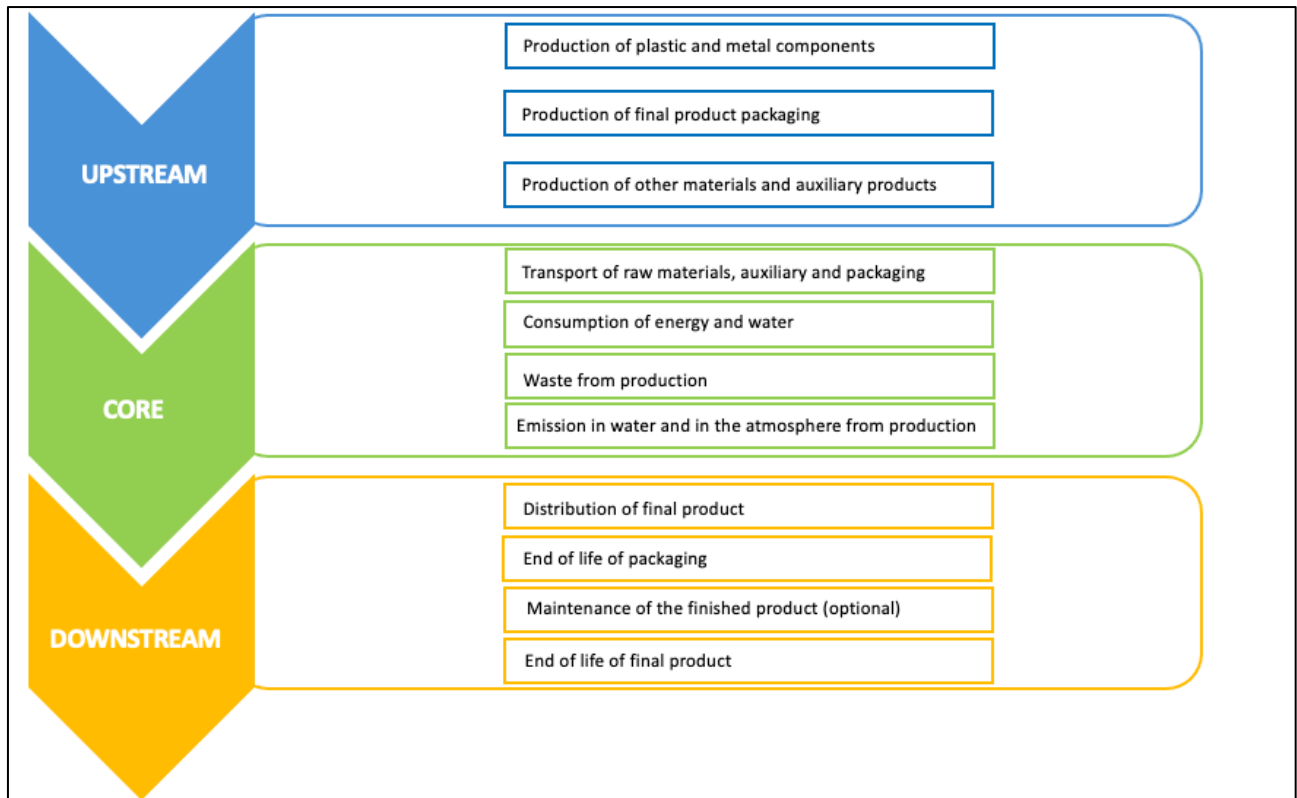 UPSTREAM
Production of plastic and metal components
Production of final product packaging
Production of other materials and auxiliary products
CORE
Transport of raw materials, auxiliary and packaging
Consumption of energy and water
Waste from production
Emission in water and in the atmosphere from production
DOWNSTREAM
Distribution of final product
End of life of packaging
Maintenance of the finished product (optional)
End of life of final product